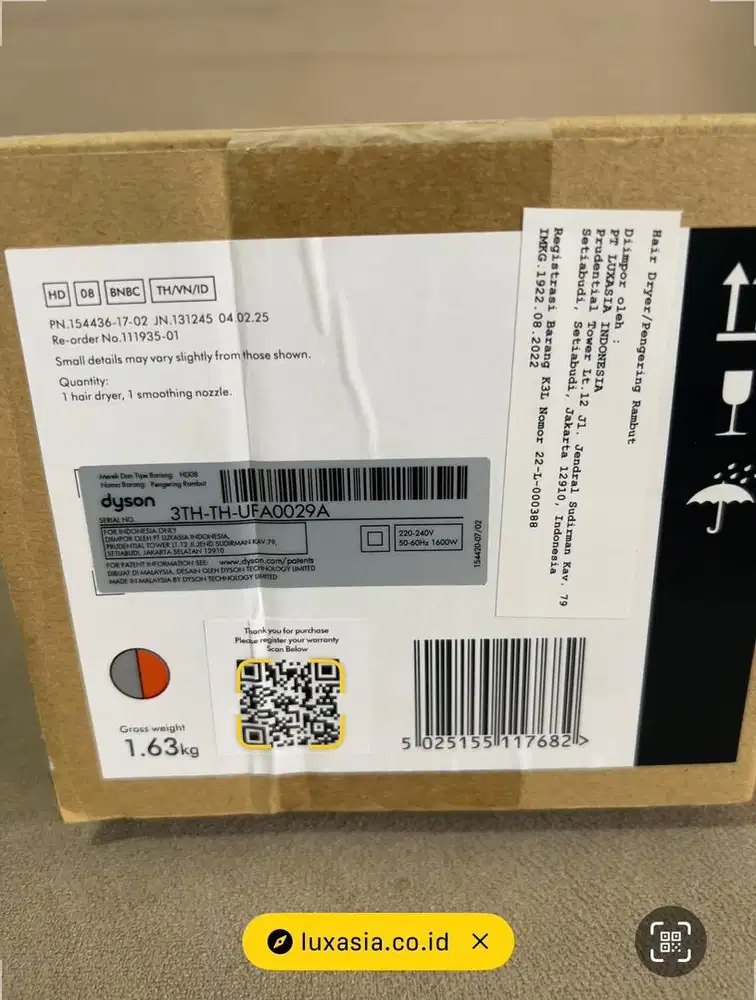 HD 08 BNBC TH/VN/ID
PN.154436-17-02 JN.131245 04.02.25
Re-order No.111935-01
Small details may vary slightly from those shown.
Quantity:
1 hair dryer, 1 smoothing nozzle.
Merek Dan Tipe Barang: HD08
Nama Barang: Pengering Rambut
dyson
SERIAL NO. 3TH-TH-UFA0029A
FOR INDONESIA ONLY
DIIMPOR OLEH PT LUXASIA INDONESIA,
PRUDENTIAL TOWER LT.12 JL.JEND SUDIRMAN KAV.79,
SETIABUDI, JAKARTA SELATAN 12910
220-240V
50-60Hz 1600W
FOR PATENT INFORMATION SEE: www.dyson.com/patents
DIBUAT DI MALAYSIA, DESAIN OLEH DYSON TECHNOLOGY LIMITED
MADE IN MALAYSIA BY DYSON TECHNOLOGY LIMITED
Hair Dryer/Pengering Rambut
Diimpor oleh :
PT LUXASIA INDONESIA
Prudential Tower Lt.12 Jl. Jendral Sudirman Kav. 79
Setiabudi, Setiabudi, Jakarta 12910, Indonesia
Registrasi Barang K3L Nomor 22-L-000388
IMKG.1922.08.2022
Thank you for purchase
Please register your warranty
Scan Below
Gross weight
1.63kg
5 025155 117682 >
luxasia.co.id